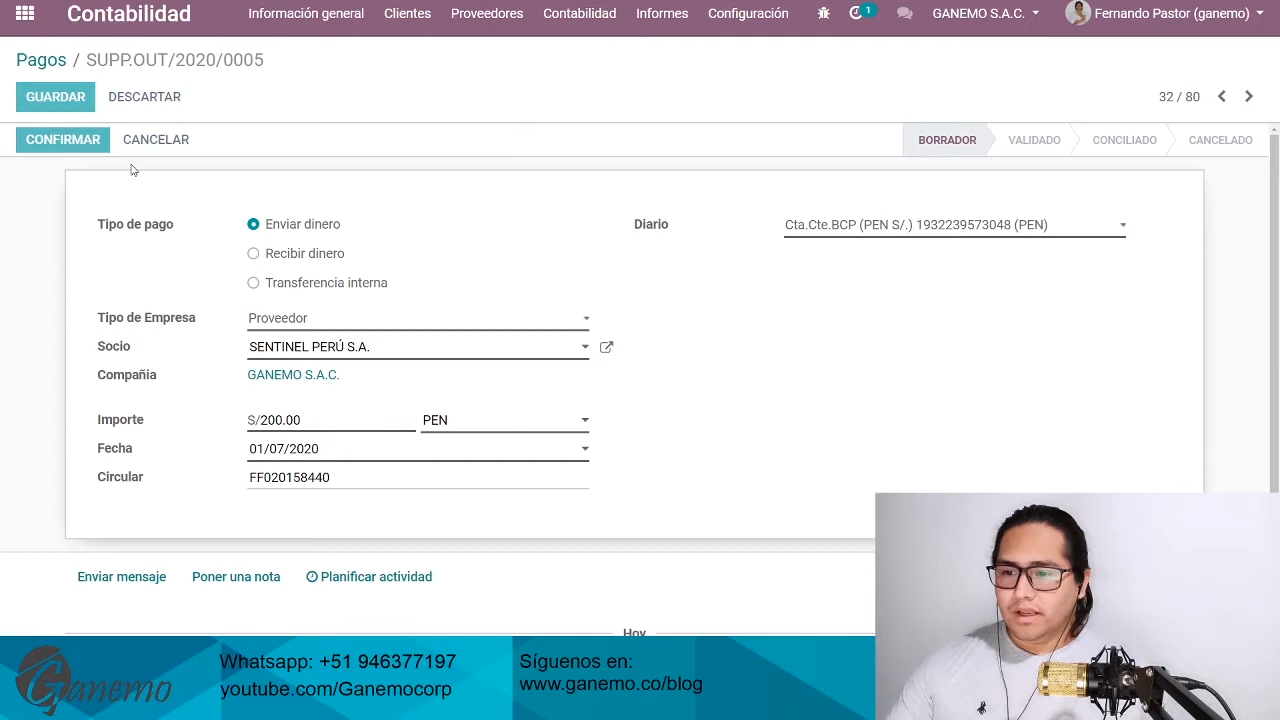 Contabilidad
Información general
Clientes
Proveedores
Contabilidad
Informes
Configuración
1
GANEMO S.A.C.
Fernando Pastor (ganemo)
Pagos / SUPP.OUT/2020/0005
GUARDAR
DESCARTAR
32 / 80
CONFIRMAR
CANCELAR
BORRADOR
VALIDADO
CONCILIADO
CANCELADO
Tipo de pago
Enviar dinero
Recibir dinero
Transferencia interna
Diario
Cta.Cte.BCP (PEN S/.) 1932239573048 (PEN)
Tipo de Empresa
Proveedor
Socio
SENTINEL PERÚ S.A.
Compañia
GANEMO S.A.C.
Importe
S/200.00
PEN
Fecha
01/07/2020
Circular
FF020158440
Enviar mensaje
Poner una nota
Planificar actividad
Hoy
Ganemo
Whatsapp: +51 946377197
youtube.com/Ganemocorp
Síguenos en:
www.ganemo.co/blog